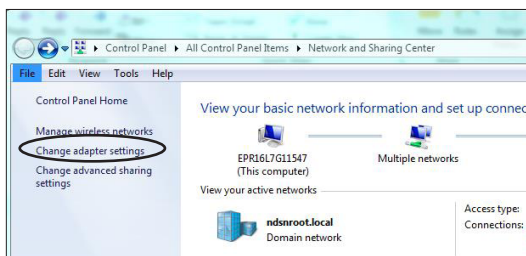 Control Panel ▸ All Control Panel Items ▸ Network and Sharing Center
File Edit View Tools Help
Control Panel Home
Manage wireless networks
Change adapter settings
Change advanced sharing
settings
View your basic network information and set up connec
EPR16L7G11547
(This computer)
Multiple networks
View your active networks
ndsnroot.local
Domain network
Access type:
Connections: